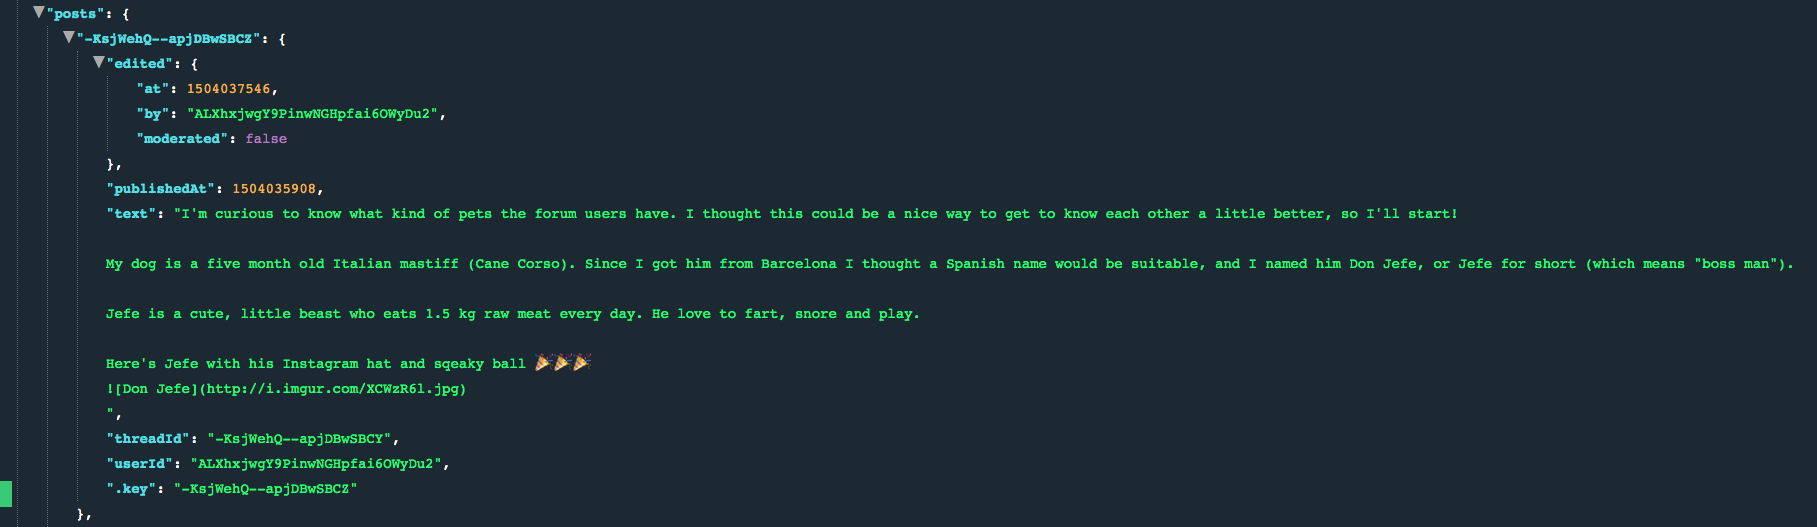 "posts": {
"-KsjWehQ--apjDBwSBCZ": {
"edited": {
"at": 1504037546,
"by": "ALXhxjwgY9PinwNGHpfai6OWyDu2",
"moderated": false
},
"publishedAt": 1504035908,
"text": "I'm curious to know what kind of pets the forum users have. I thought this could be a nice way to get to know each other a little better, so I'll start!
My dog is a five month old Italian mastiff (Cane Corso). Since I got him from Barcelona I thought a Spanish name would be suitable, and I named him Don Jefe, or Jefe for short (which means "boss man").
Jefe is a cute, little beast who eats 1.5 kg raw meat every day. He love to fart, snore and play.
Here's Jefe with his Instagram hat and sqeaky ball 🎉🎉🎉
![Don Jefe](http://i.imgur.com/XCWzR6l.jpg)
",
"threadId": "-KsjWehQ--apjDBwSBCY",
"userId": "ALXhxjwgY9PinwNGHpfai6OWyDu2",
".key": "-KsjWehQ--apjDBwSBCZ"
},